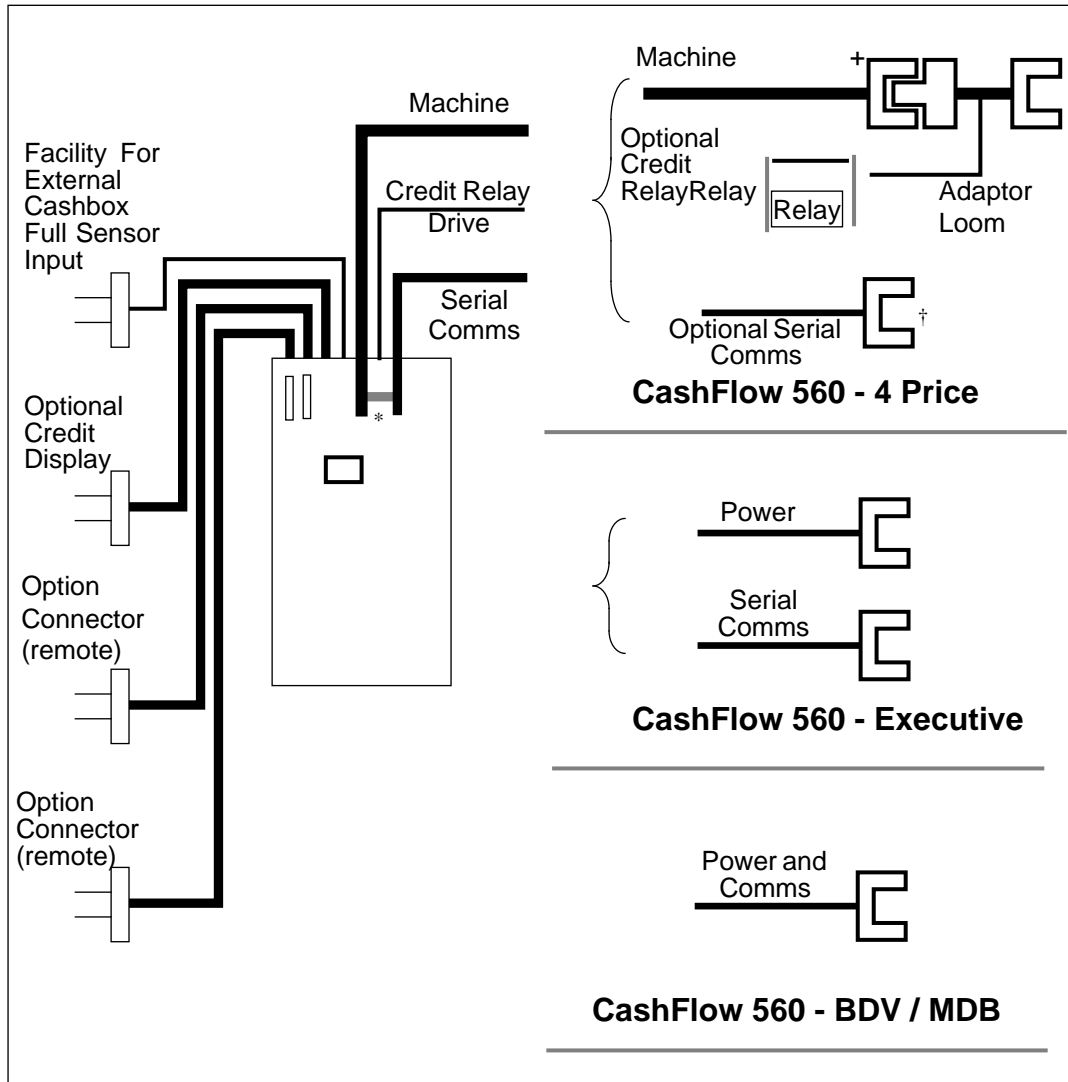 Machine
Credit Relay
Drive
Serial
Comms
Facility For
External
Cashbox
Full Sensor
Input
Optional
Credit
Display
Option
Connector
(remote)
Option
Connector
(remote)
*
Machine
+
Optional
Credit
RelayRelay
Relay
Adaptor
Loom
†
Optional Serial
Comms
CashFlow 560 - 4 Price
Power
Serial
Comms
CashFlow 560 - Executive
Power and
Comms
CashFlow 560 - BDV / MDB